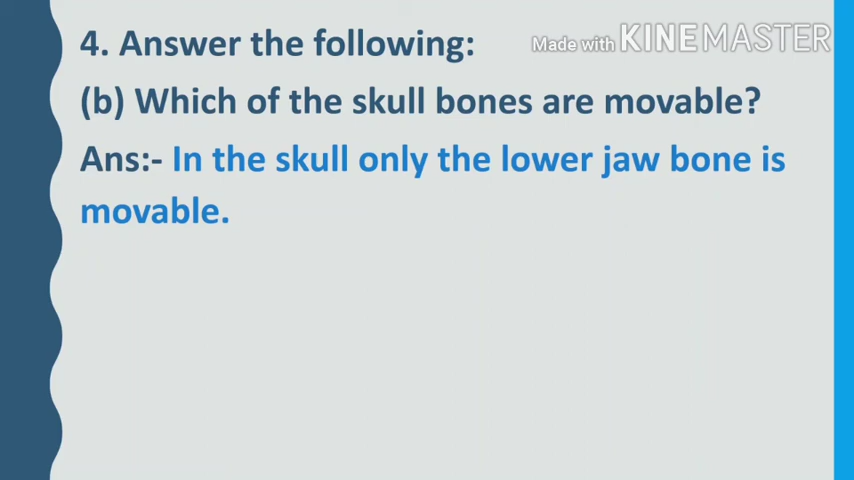 4. Answer the following:
Made with KINEMASTER
(b) Which of the skull bones are movable?
Ans:- In the skull only the lower jaw bone is
movable.